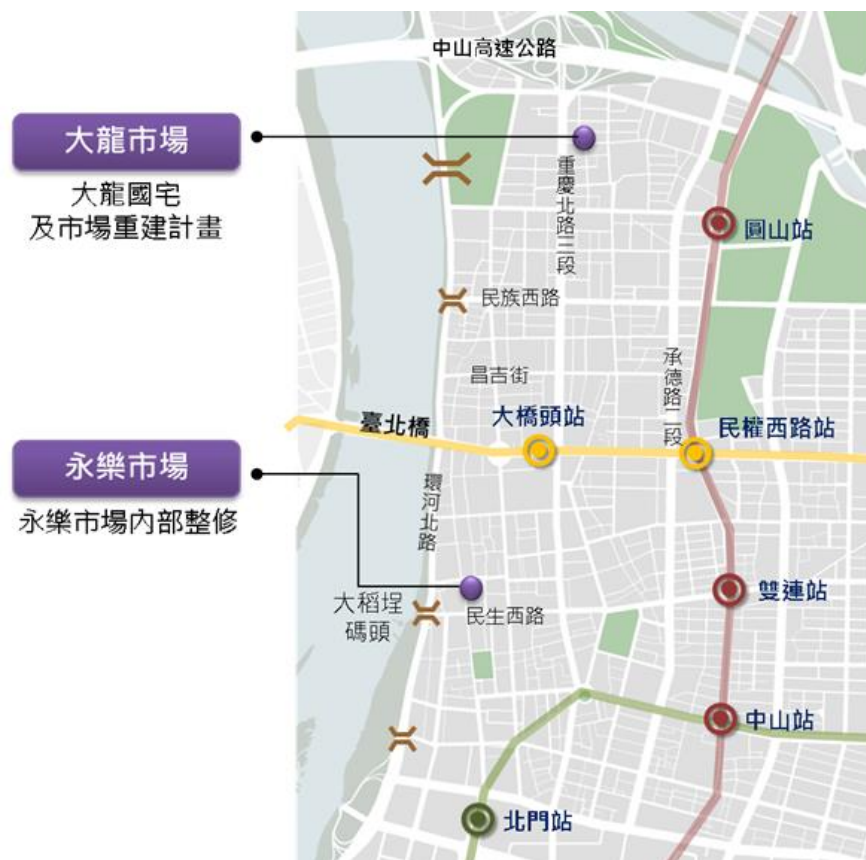 中山高速公路
大龍市場
大龍國宅
及市場重建計畫
重慶北路三段
圓山站
民族西路
昌吉街
承德路二段
大橋頭站
臺北橋
民權西路站
永樂市場
永樂市場內部整修
環河北路
大稻埕
碼頭
民生西路
雙連站
中山站
北門站